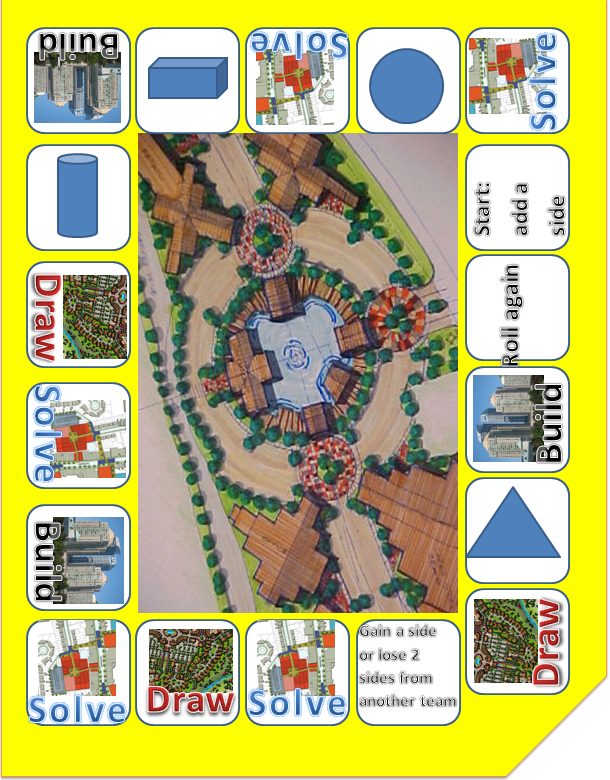 Build
Solve
Solve
Start:
add a
side
Draw
Roll again
Solve
Build
Build
Draw
Solve
Draw
Solve
Gain a side
or lose 2
sides from
another team